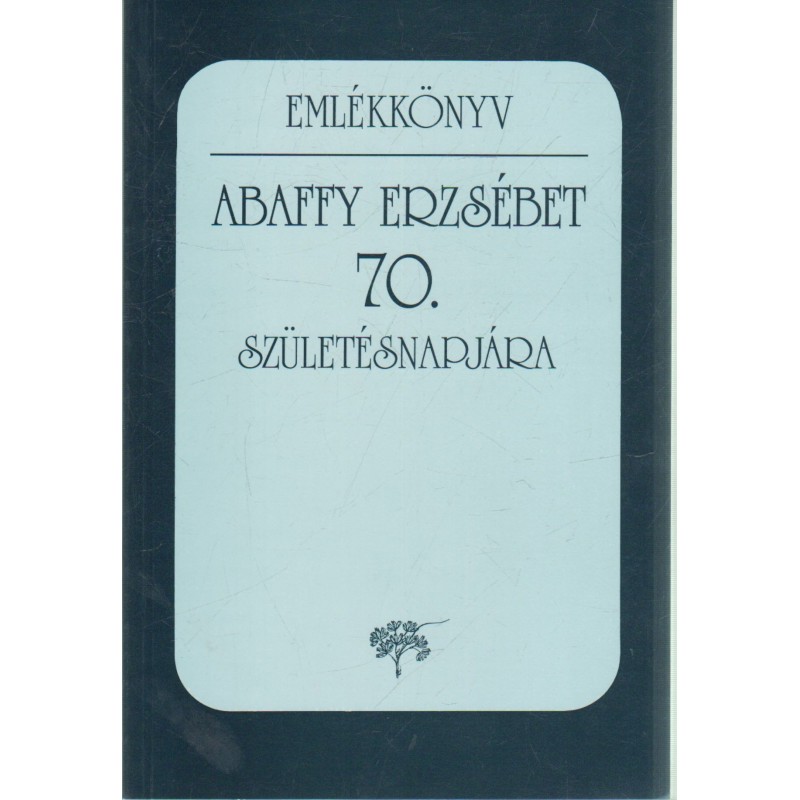 EMLÉKKÖNYV
ABAFFY ERZSÉBET
70.
SZÜLETÉSNAPJÁRA